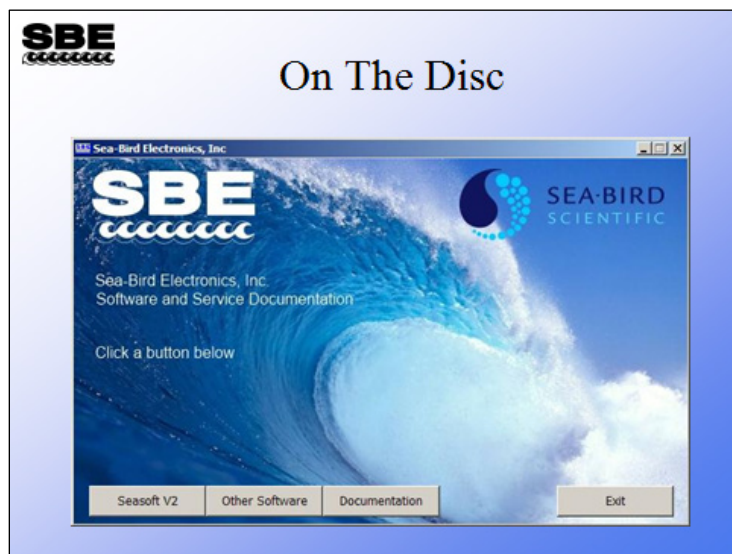 SBE
On The Disc
SBS Sea-Bird Electronics, Inc
SBE
SEA·BIRD
SCIENTIFIC
Sea-Bird Electronics, Inc.
Software and Service Documentation
Click a button below
Seasoft V2 Other Software Documentation Exit